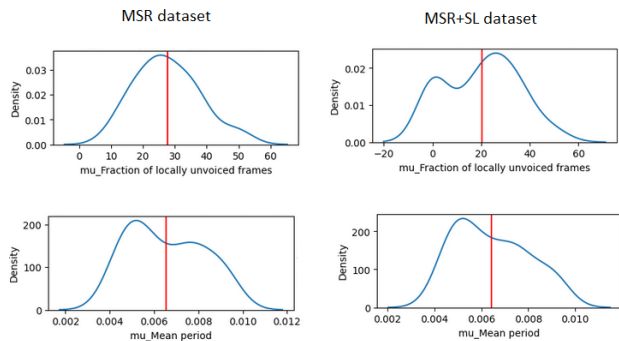 MSR dataset
MSR+SL dataset
0.03
0.02
0.01
0.00
Density
0 10 20 30 40 50 60
mu_Fraction of locally unvoiced frames
0.02
0.01
0.00
Density
−20 0 20 40 60
mu_Fraction of locally unvoiced frames
200
100
0
Density
0.002 0.004 0.006 0.008 0.010 0.012
mu_Mean period
200
100
0
Density
0.002 0.004 0.006 0.008 0.010
mu_Mean period